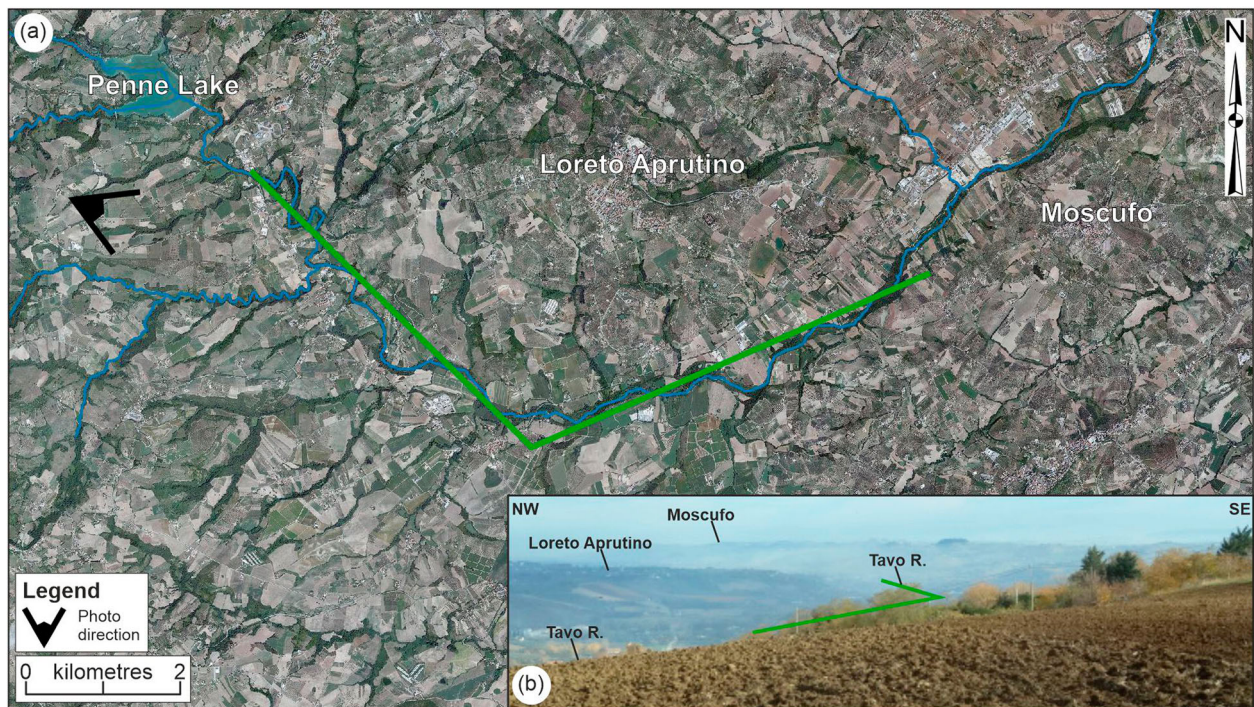 (a)
Penne Lake
N
Loreto Aprutino
Moscufo
NW
SE
Moscufo
Loreto Aprutino
Tavo R.
Tavo R.
(b)
Legend
Photo
direction
0 kilometres 2